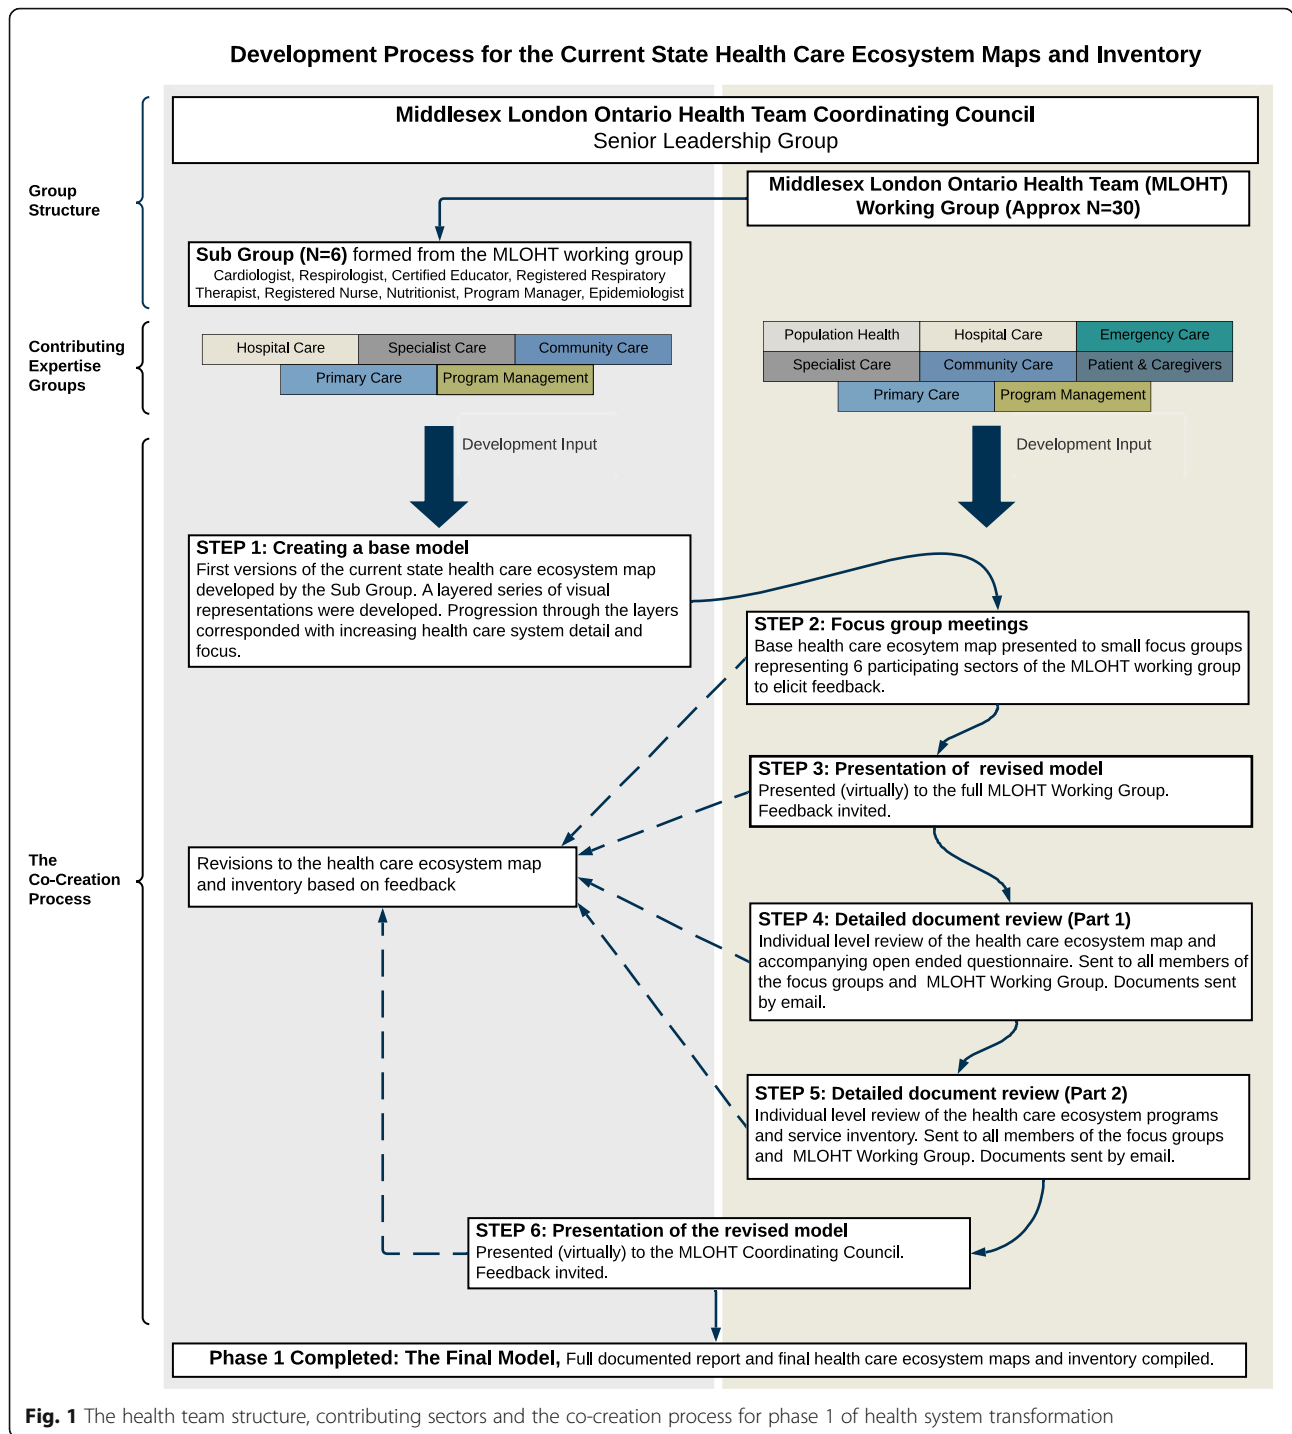 Development Process for the Current State Health Care Ecosystem Maps and Inventory
Middlesex London Ontario Health Team Coordinating Council
Senior Leadership Group
Group
Structure
Middlesex London Ontario Health Team (MLOHT)
Working Group (Approx N=30)
Sub Group (N=6) formed from the MLOHT working group
Cardiologist, Respirologist, Certified Educator, Registered Respiratory
Therapist, Registered Nurse, Nutritionist, Program Manager, Epidemiologist
Contributing
Expertise
Groups
Hospital Care
Specialist Care
Community Care
Primary Care
Program Management
Population Health
Hospital Care
Emergency Care
Specialist Care
Community Care
Patient & Caregivers
Primary Care
Program Management
Development Input
Development Input
The
Co-Creation
Process
STEP 1: Creating a base model
First versions of the current state health care ecosystem map
developed by the Sub Group. A layered series of visual
representations were developed. Progression through the layers
corresponded with increasing health care system detail and
focus.
STEP 2: Focus group meetings
Base health care ecosytem map presented to small focus groups
representing 6 participating sectors of the MLOHT working group
to elicit feedback.
STEP 3: Presentation of revised model
Presented (virtually) to the full MLOHT Working Group.
Feedback invited.
Revisions to the health care ecosystem map
and inventory based on feedback
STEP 4: Detailed document review (Part 1)
Individual level review of the health care ecosystem map and
accompanying open ended questionnaire. Sent to all members of
the focus groups and MLOHT Working Group. Documents sent
by email.
STEP 5: Detailed document review (Part 2)
Individual level review of the health care ecosystem programs
and service inventory. Sent to all members of the focus groups
and MLOHT Working Group. Documents sent by email.
STEP 6: Presentation of the revised model
Presented (virtually) to the MLOHT Coordinating Council.
Feedback invited.
Phase 1 Completed: The Final Model, Full documented report and final health care ecosystem maps and inventory compiled.
Fig. 1 The health team structure, contributing sectors and the co-creation process for phase 1 of health system transformation